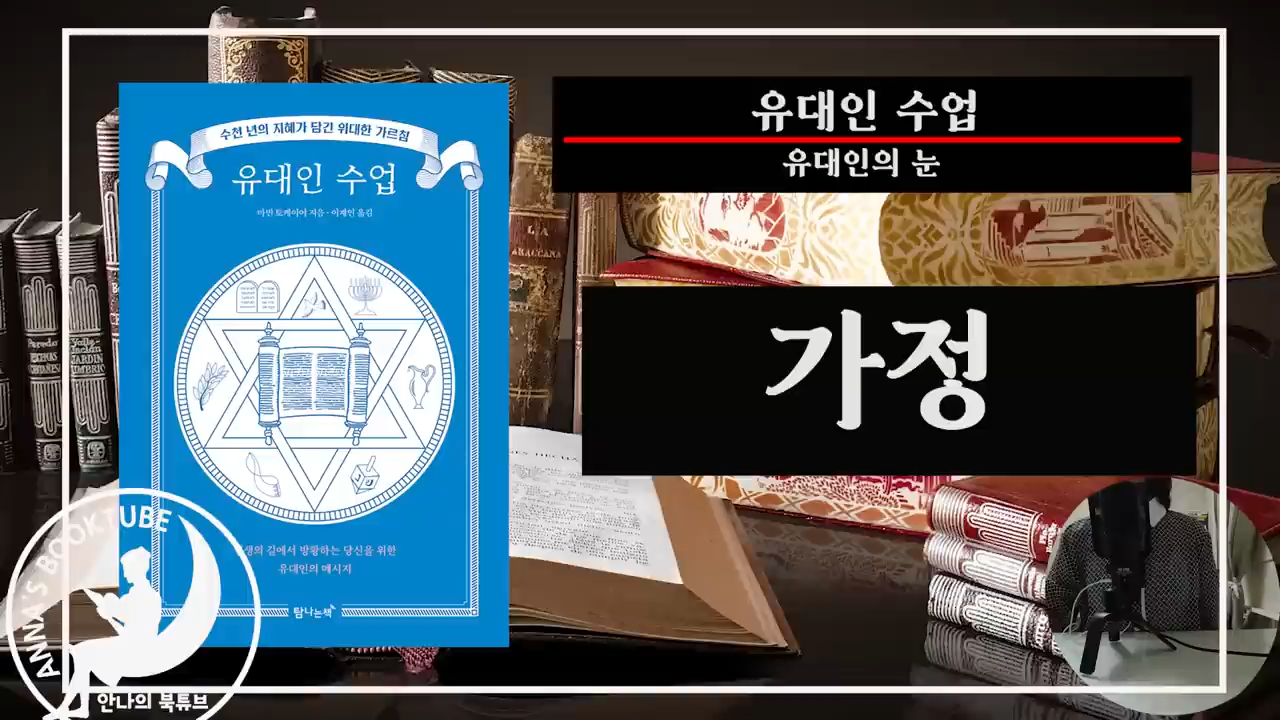 수천 년의 지혜가 담긴 위대한 가르침
유대인 수업
마빈 토케이어 지음 · 이재인 옮김
생의 길에서 방황하는 당신을 위한
유대인의 메시지
탐나는책
유대인 수업
유대인의 눈
가정
LA
ARACCANA
JARDIN
ANNA'S BOOKTUBE
안나의 북튜브